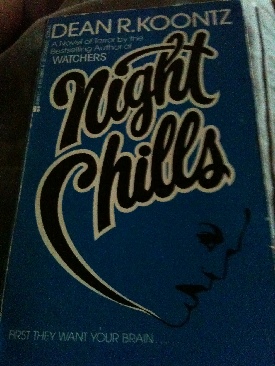 DEAN R. KOONTZ
A Novel of Terror by the
Bestselling Author of
WATCHERS
Night
Chills
FIRST THEY WANT YOUR BRAIN...